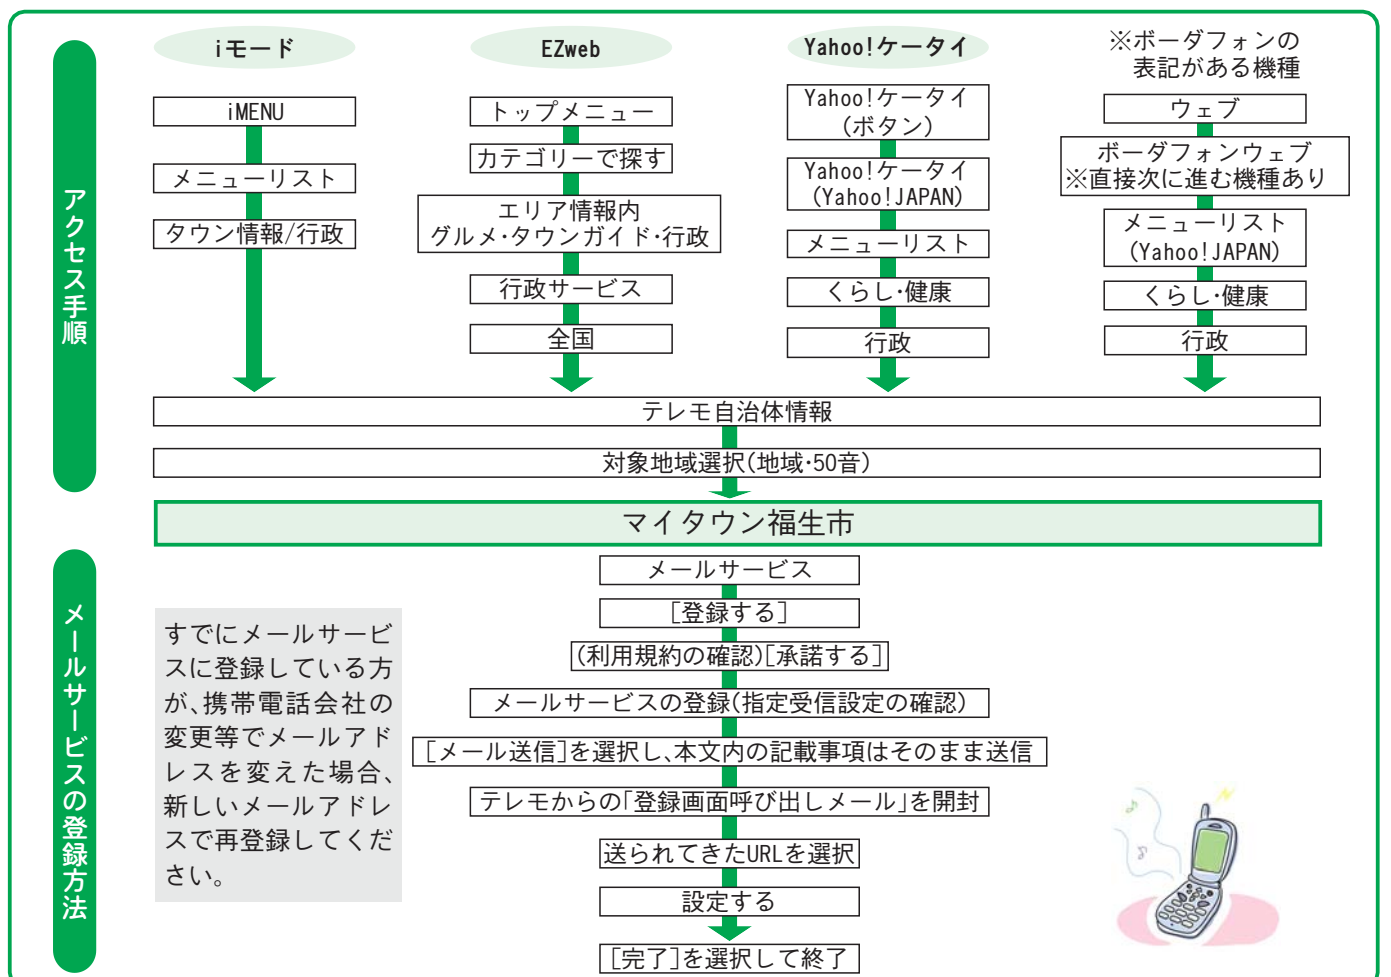 アクセス手順
iモード
iMENU
メニューリスト
タウン情報/行政
EZweb
トップメニュー
カテゴリーで探す
エリア情報内
グルメ・タウンガイド・行政
行政サービス
全国
Yahoo!ケータイ
Yahoo!ケータイ
(ボタン)
Yahoo!ケータイ
(Yahoo!JAPAN)
メニューリスト
くらし・健康
行政
※ボーダフォンの
表記がある機種
ウェブ
ボーダフォンウェブ
※直接次に進む機種あり
メニューリスト
(Yahoo!JAPAN)
くらし・健康
行政
テレモ自治体情報
対象地域選択(地域・50音)
マイタウン福生市
メールサービスの登録方法
すでにメールサービ
スに登録している方
が、携帯電話会社の
変更等でメールアド
レスを変えた場合、
新しいメールアドレ
スで再登録してくだ
さい。
メールサービス
[登録する]
(利用規約の確認)[承諾する]
メールサービスの登録(指定受信設定の確認)
[メール送信]を選択し、本文内の記載事項はそのまま送信
テレモからの「登録画面呼び出しメール」を開封
送られてきたURLを選択
設定する
[完了]を選択して終了